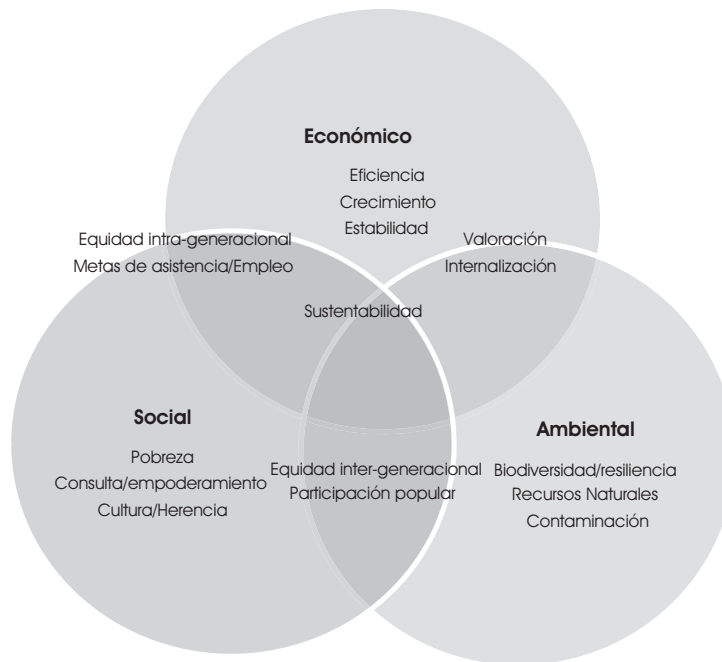 Económico
Eficiencia
Crecimiento
Estabilidad
Equidad intra-generacional
Metas de asistencia/Empleo
Valoración
Internalización
Sustentabilidad
Social
Pobreza
Consulta/empoderamiento
Cultura/Herencia
Equidad inter-generacional
Participación popular
Ambiental
Biodiversidad/resiliencia
Recursos Naturales
Contaminación